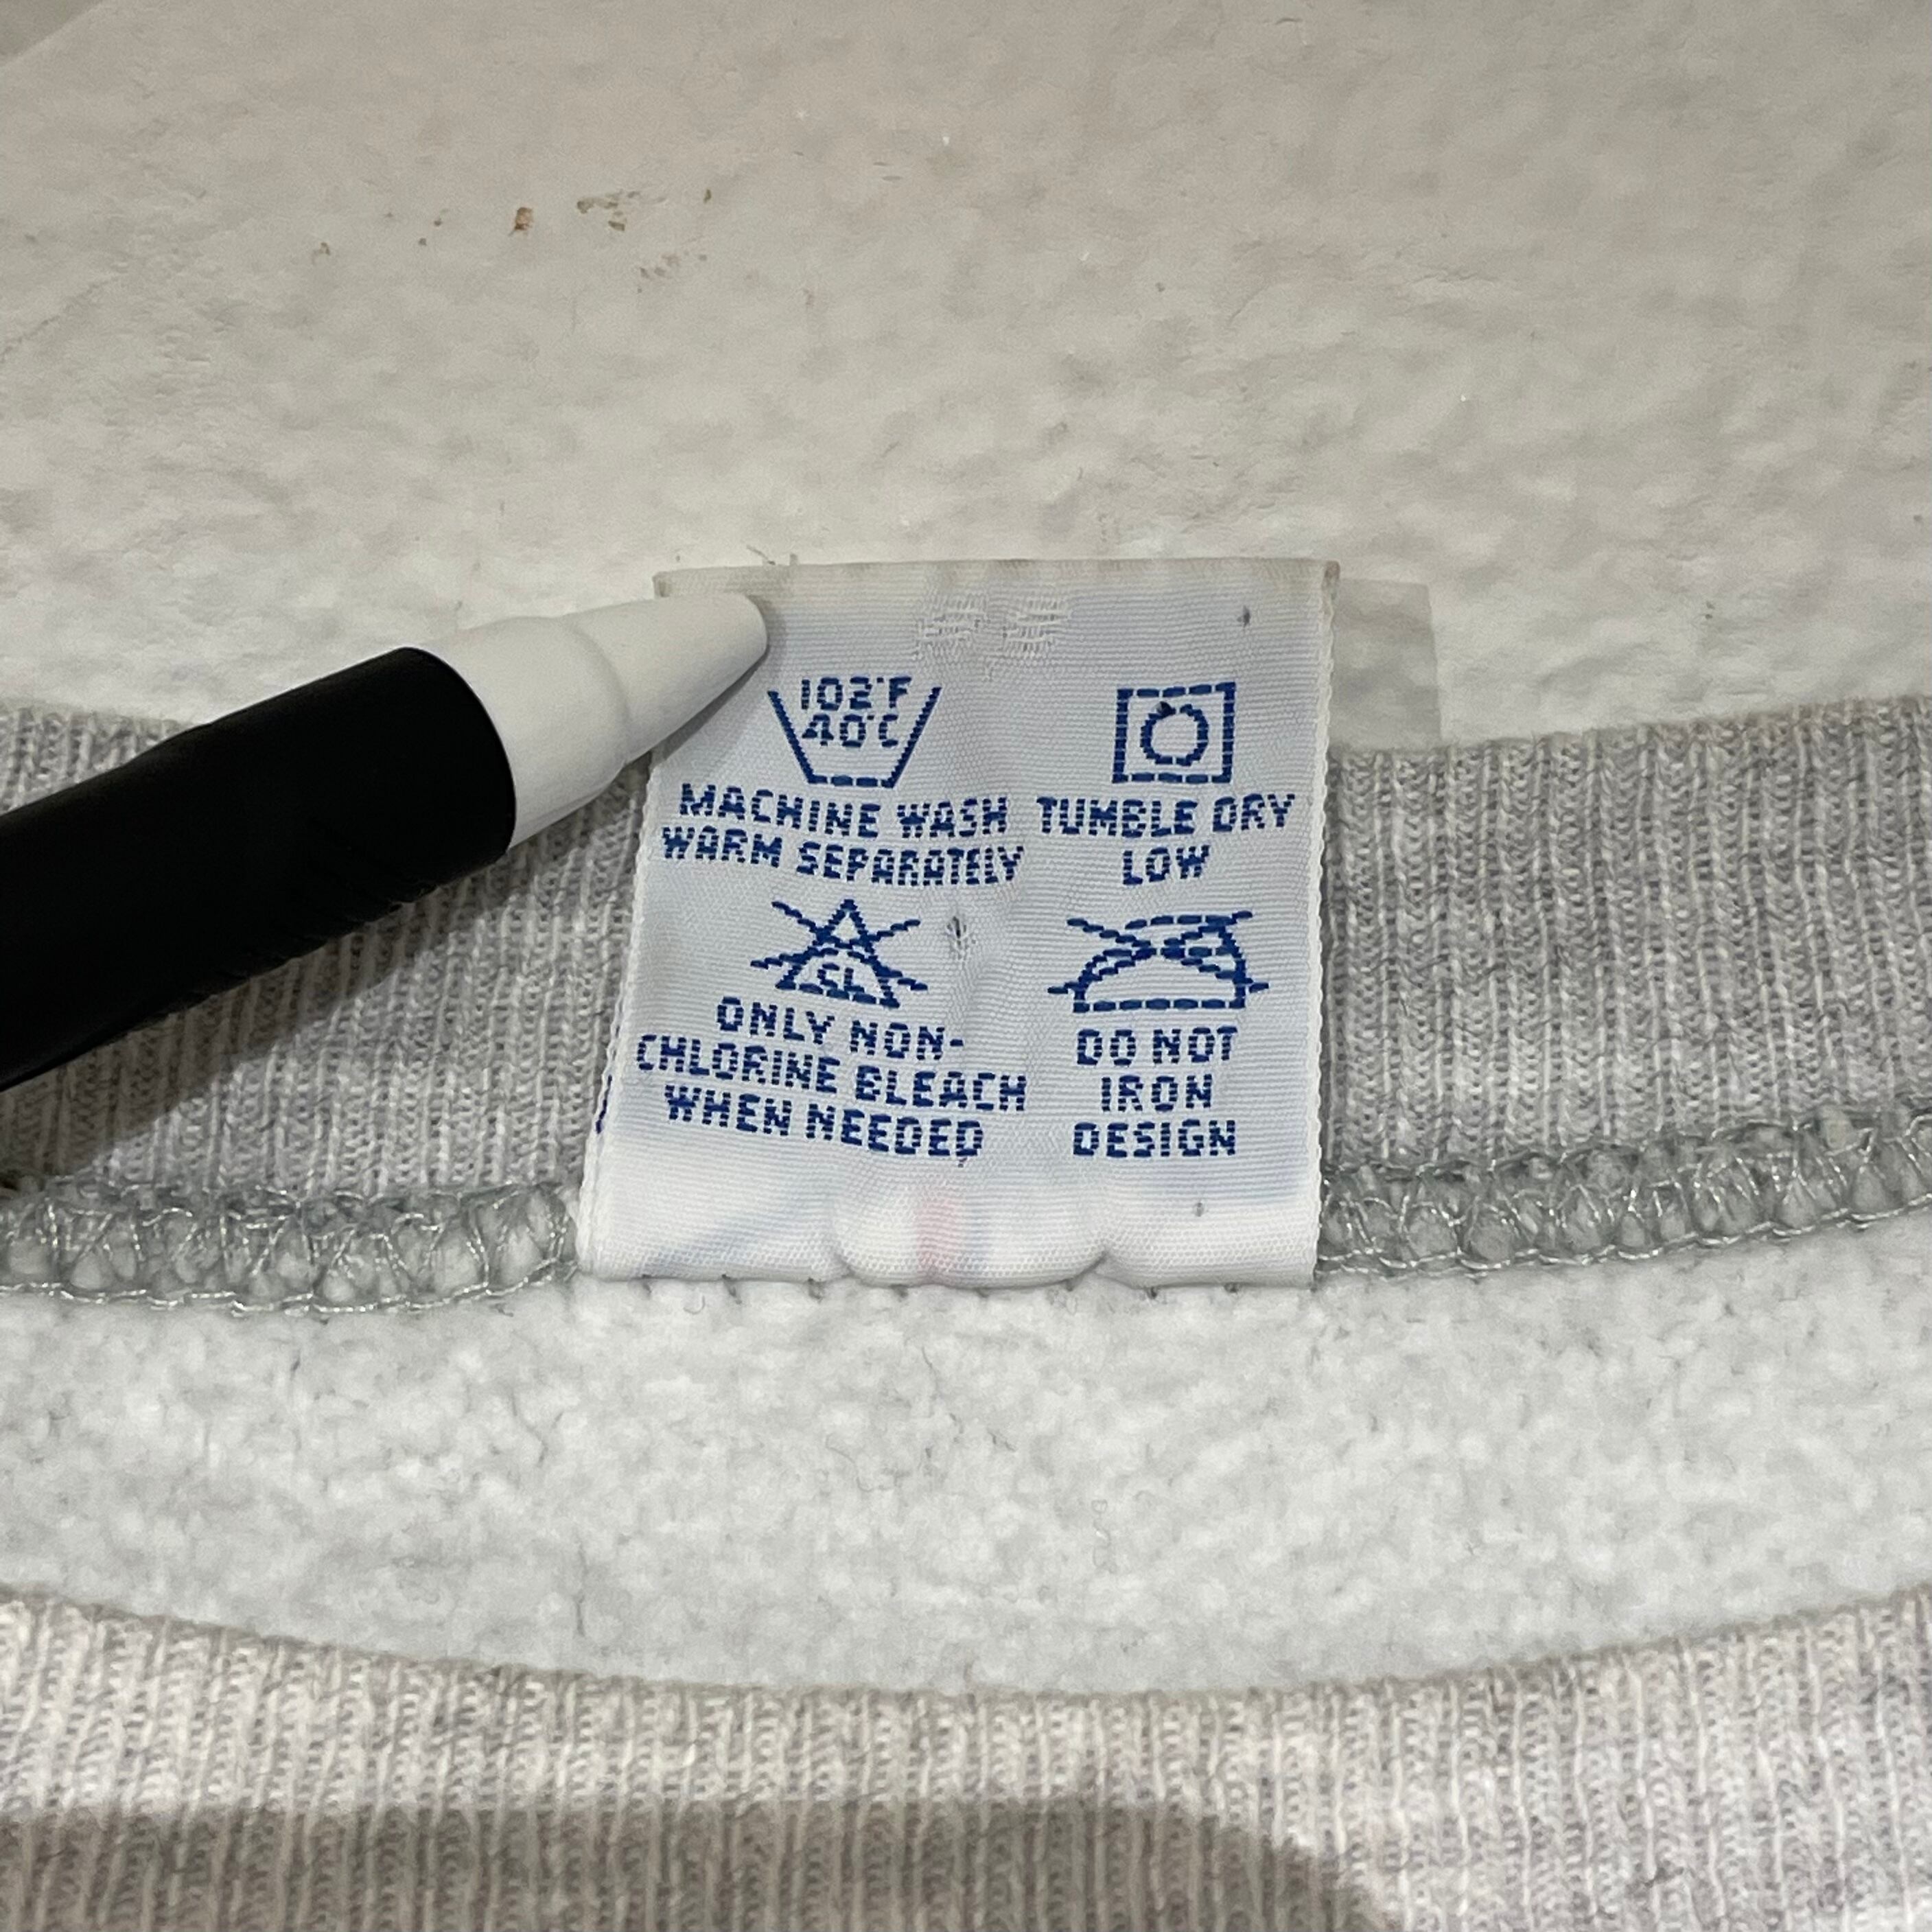 102°F
40°C
MACHINE WASH
WARM SEPARATELY
TUMBLE DRY
LOW
CL
ONLY NON-
CHLORINE BLEACH
WHEN NEEDED
DO NOT
IRON
DESIGN